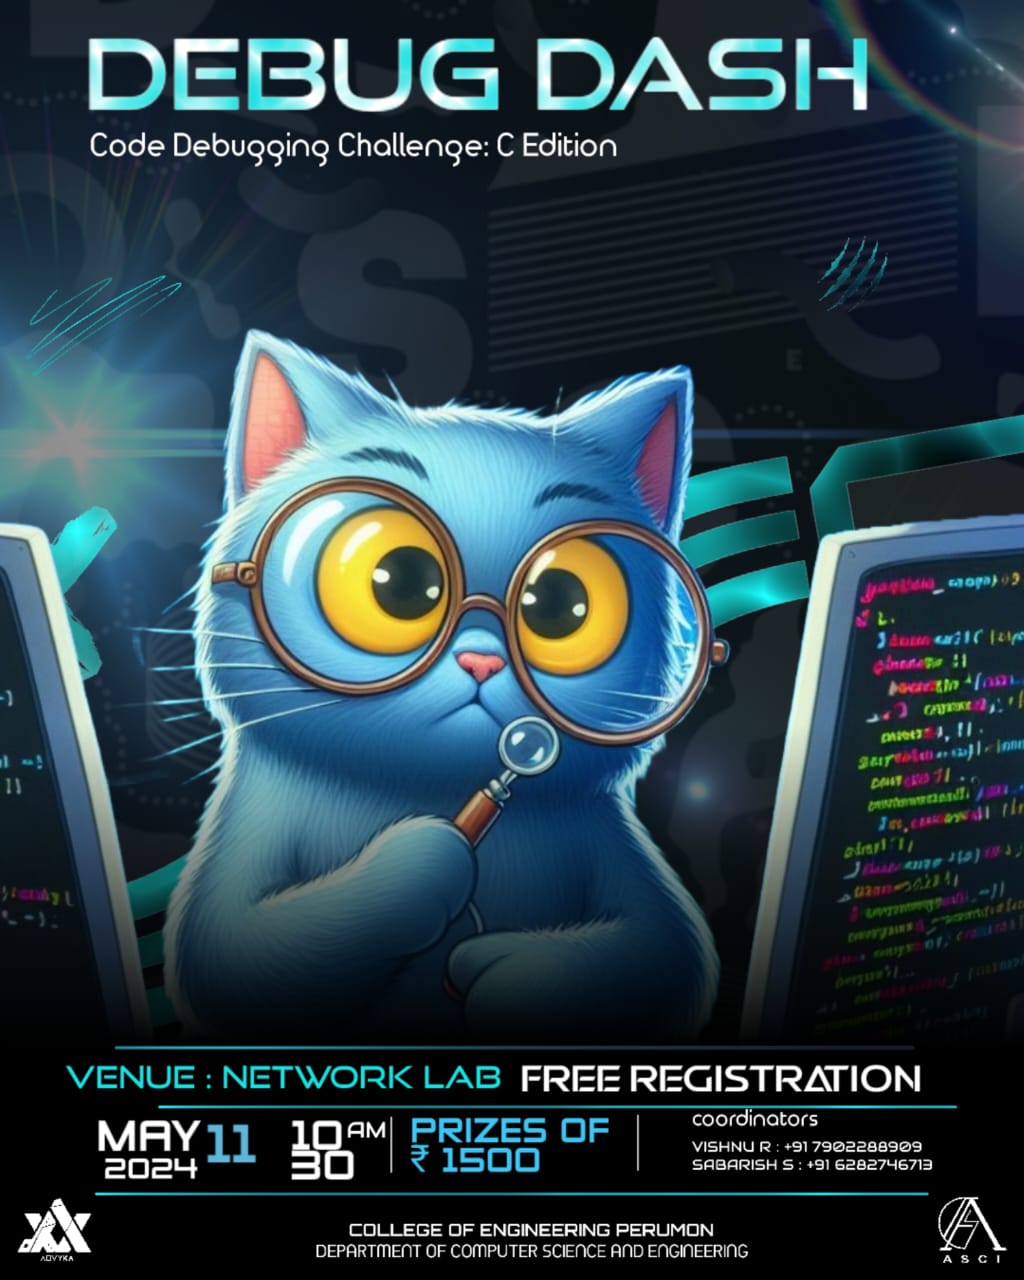 DEBUG DASH
Code Debugging Challenge: C Edition
E
VENUE : NETWORK LAB
FREE REGISTRATION
MAY 11
2024
10 AM
30
PRIZES OF
₹ 1500
coordinators
VISHNU R : +91 7902288909
SABARISH S : +91 6282746713
COLLEGE OF ENGINEERING PERUMON
DEPARTMENT OF COMPUTER SCIENCE AND ENGINEERING
ADVYKA
ASCI